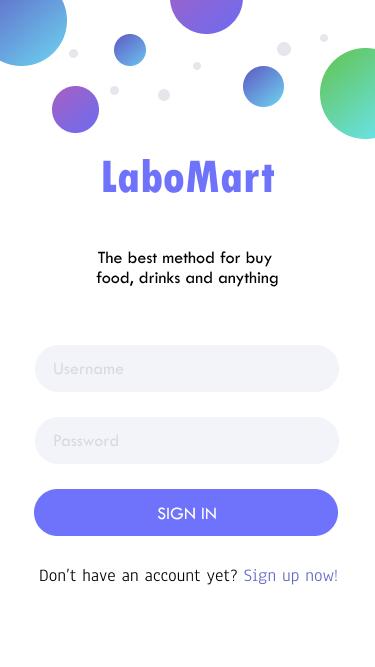 LaboMart
The best method for buy
food, drinks and anything
Username
Password
SIGN IN
Don't have an account yet? Sign up now!